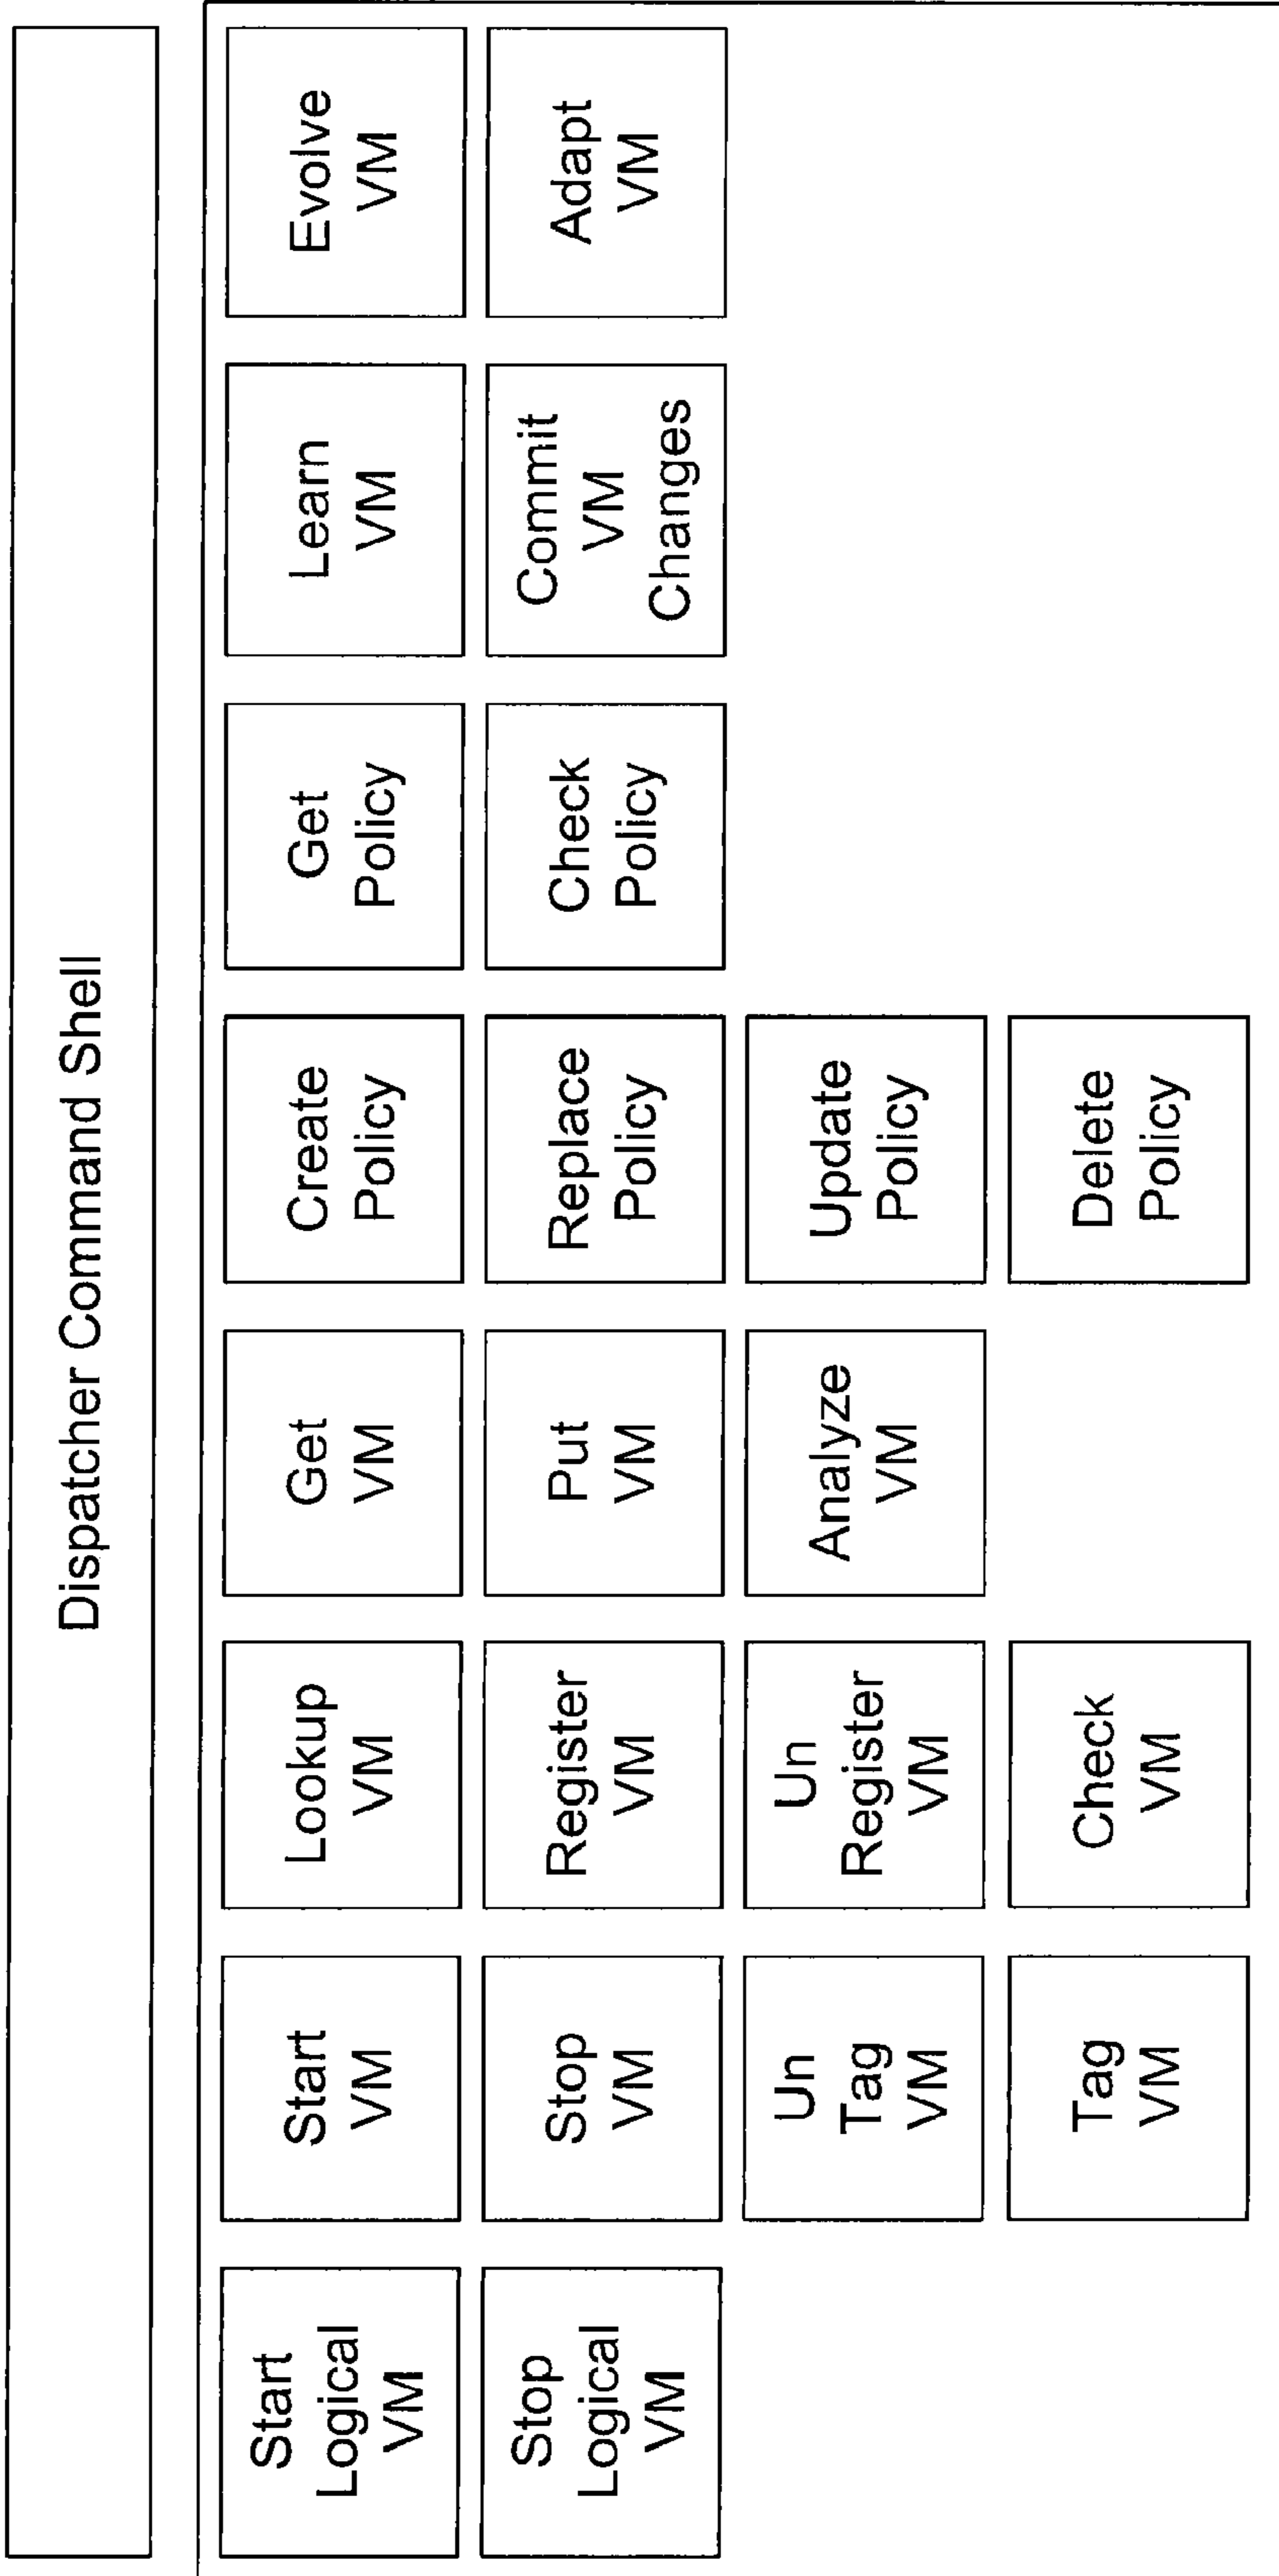 Dispatcher Command Shell
Start
Logical
VM
Start
VM
Lookup
VM
Get
VM
Create
Policy
Get
Policy
Learn
VM
Evolve
VM
Stop
Logical
VM
Stop
VM
Register
VM
Put
VM
Replace
Policy
Check
Policy
Commit
VM
Changes
Adapt
VM
Un
Tag
VM
Un
Register
VM
Analyze
VM
Update
Policy
Tag
VM
Check
VM
Delete
Policy